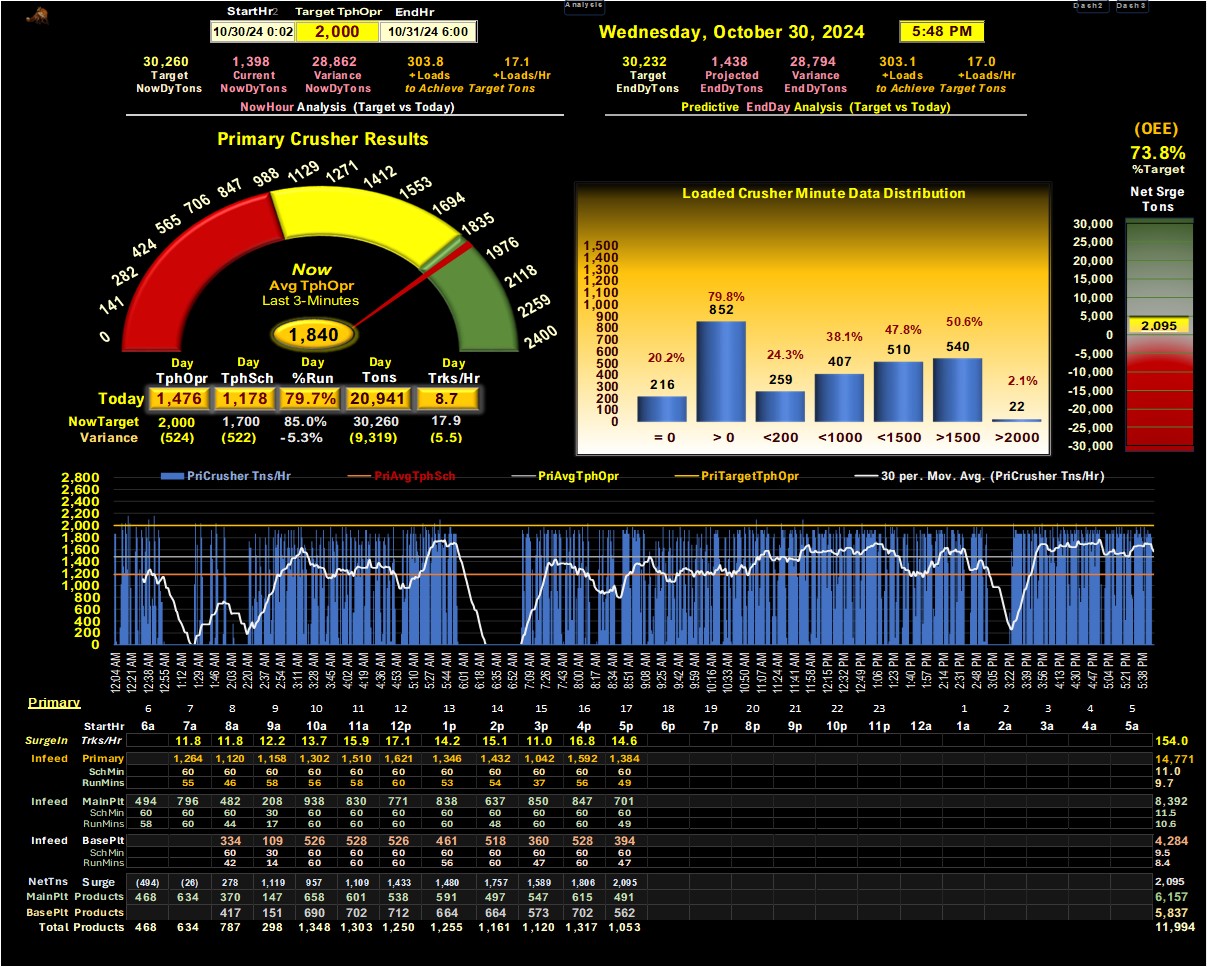 Analysis
Dash2 Dash3
StartHr2 Target TphOpr EndHr
10/30/24 0:02 2,000 10/31/24 6:00
Wednesday, October 30, 2024 5:48 PM
30,260 1,398 28,862 303.8 17.1
Target Current Variance +Loads +Loads/Hr
NowDyTons NowDyTons NowDyTons to Achieve Target Tons
NowHour Analysis (Target vs Today)
30,232 1,438 28,794 303.1 17.0
Target Projected Variance +Loads +Loads/Hr
EndDyTons EndDyTons EndDyTons to Achieve Target Tons
Predictive EndDay Analysis (Target vs Today)
(OEE)
73.8%
%Target
Net Srge
Tons
30,000
25,000
20,000
15,000
10,000
5,000
0
-5,000
-10,000
-15,000
-20,000
-25,000
-30,000
2,095
Primary Crusher Results
0 141 282 424 565 706 847 988 1129 1271 1412 1553 1694 1835 1976 2118 2259 2400
Now
Avg TphOpr
Last 3-Minutes
1,840
Day Day Day Day Day
TphOpr TphSch %Run Tons Trks/Hr
Today 1,476 1,178 79.7% 20,941 8.7
NowTarget 2,000 1,700 85.0% 30,260 17.9
Variance (524) (522) -5.3% (9,319) (5.5)
Loaded Crusher Minute Data Distribution
1,500
1,400
1,300
1,200
1,100
1,000
900
800
700
600
500
400
300
200
100
0
20.2% 79.8% 24.3% 38.1% 47.8% 50.6% 2.1%
216 852 259 407 510 540 22
= 0 > 0 <200 <1000 <1500 >1500 >2000
PriCrusher Tns/Hr PriAvgTphSch PriAvgTphOpr PriTargetTphOpr 30 per. Mov. Avg. (PriCrusher Tns/Hr)
2,800
2,600
2,400
2,200
2,000
1,800
1,600
1,400
1,200
1,000
800
600
400
200
0
12:04 AM 12:21 AM 12:38 AM 12:55 AM 1:12 AM 1:29 AM 1:46 AM 2:03 AM 2:20 AM 2:37 AM 2:54 AM 3:11 AM 3:28 AM 3:45 AM 4:02 AM 4:19 AM 4:36 AM 4:53 AM 5:10 AM 5:27 AM 5:44 AM 6:01 AM 6:18 AM 6:35 AM 6:52 AM 7:09 AM 7:26 AM 7:43 AM 8:00 AM 8:17 AM 8:34 AM 8:51 AM 9:08 AM 9:25 AM 9:42 AM 9:59 AM 10:16 AM 10:33 AM 10:50 AM 11:07 AM 11:24 AM 11:41 AM 11:58 AM 12:15 PM 12:32 PM 12:49 PM 1:06 PM 1:23 PM 1:40 PM 1:57 PM 2:14 PM 2:31 PM 2:48 PM 3:05 PM 3:22 PM 3:39 PM 3:56 PM 4:13 PM 4:30 PM 4:47 PM 5:04 PM 5:21 PM 5:38 PM
Primary 6 7 8 9 10 11 12 13 14 15 16 17 18 19 20 21 22 23 1 2 3 4 5
StartHr 6a 7a 8a 9a 10a 11a 12p 1p 2p 3p 4p 5p 6p 7p 8p 9p 10p 11p 12a 1a 2a 3a 4a 5a
SurgeIn Trks/Hr 11.8 11.8 12.2 13.7 15.9 17.1 14.2 15.1 11.0 16.8 14.6 154.0
Infeed Primary 1,264 1,120 1,158 1,302 1,510 1,621 1,346 1,432 1,042 1,592 1,384 14,771
SchMin 60 60 60 60 60 60 60 60 60 60 60 11.0
RunMins 55 46 58 56 58 60 53 54 37 56 49 9.7
Infeed MainPlt 494 796 482 208 938 830 771 838 637 850 847 701 8,392
SchMin 60 60 60 30 60 60 60 60 60 60 60 60 11.5
RunMins 58 60 44 17 60 60 60 60 48 60 60 49 10.6
Infeed BasePlt 334 109 526 528 526 461 518 360 528 394 4,284
SchMin 60 30 60 60 60 60 60 60 60 60 9.5
RunMins 42 14 60 60 60 56 60 47 60 47 8.4
NetTns Surge (494) (26) 278 1,119 957 1,109 1,433 1,480 1,757 1,589 1,806 2,095 2,095
MainPlt Products 468 634 370 147 658 601 538 591 497 547 615 491 6,157
BasePlt Products 417 151 690 702 712 664 664 573 702 562 5,837
Total Products 468 634 787 298 1,348 1,303 1,250 1,255 1,161 1,120 1,317 1,053 11,994